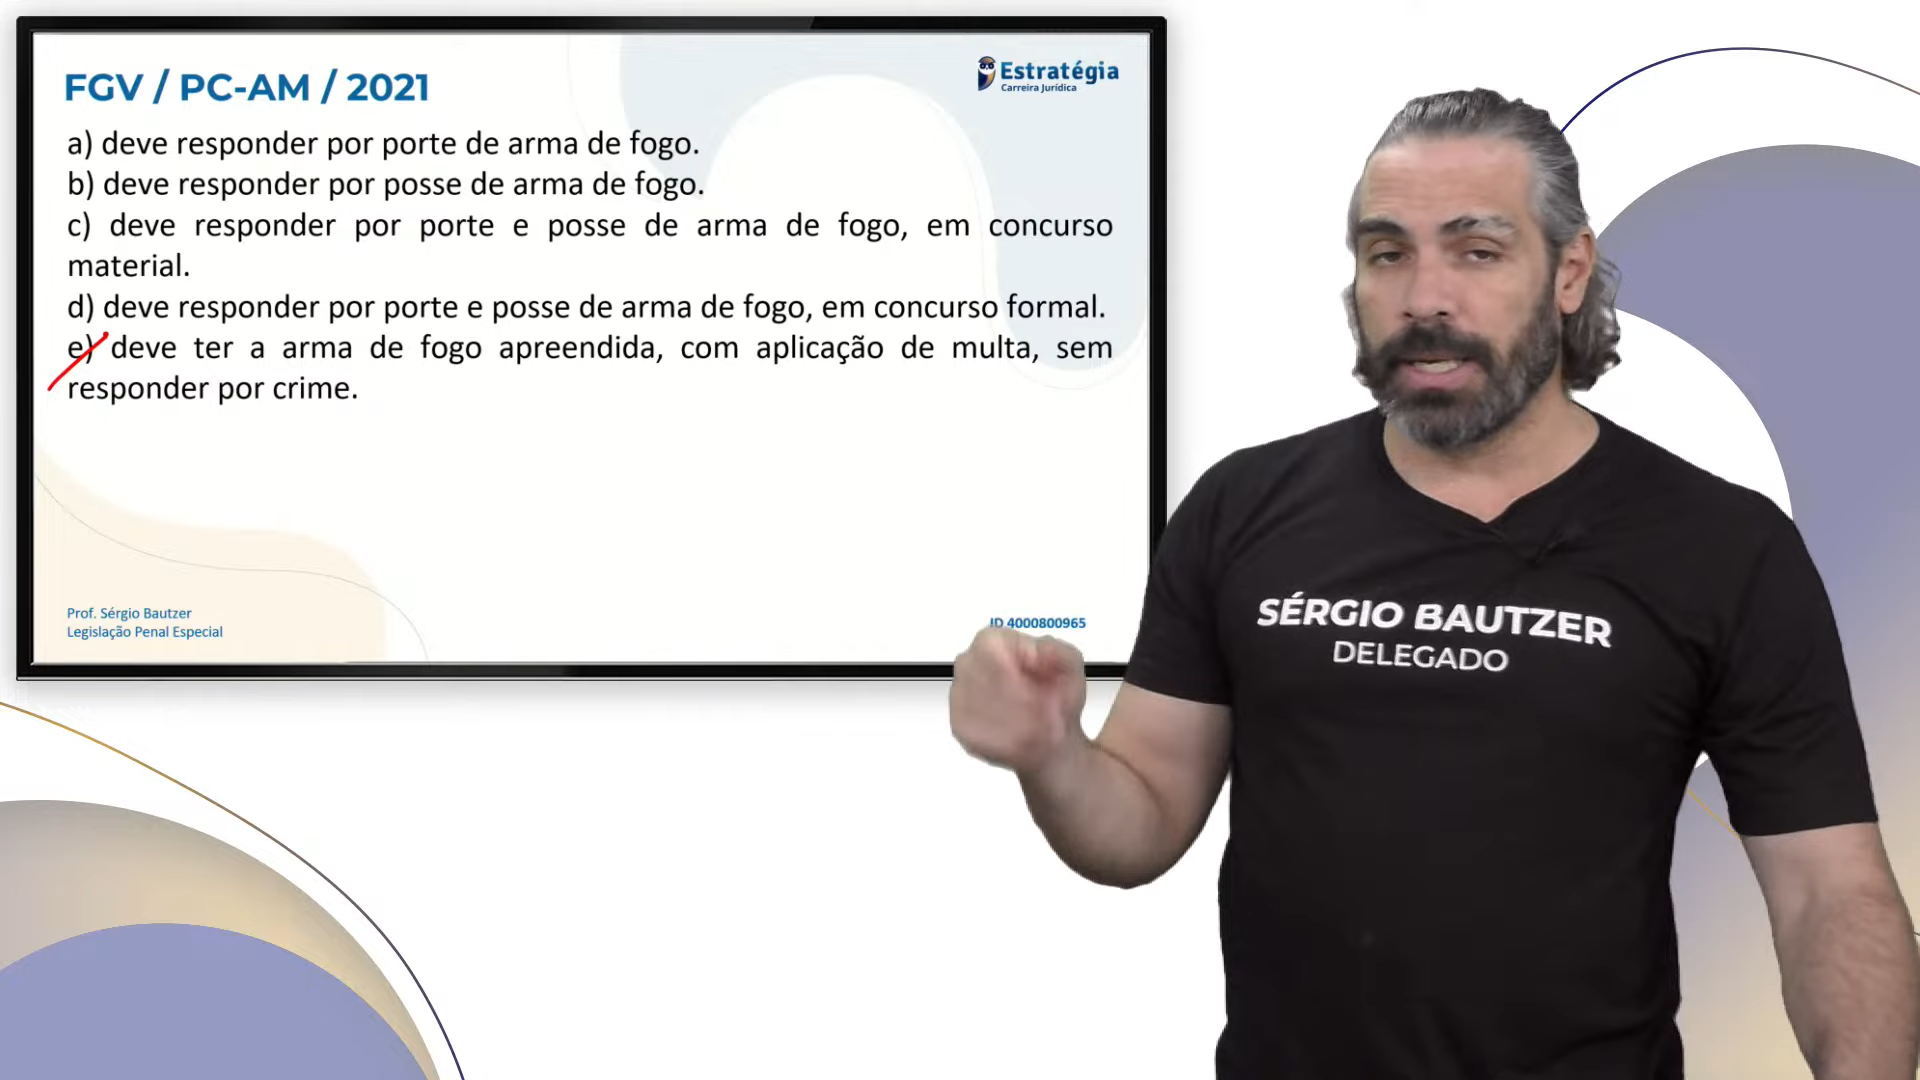 FGV / PC-AM / 2021
Estratégia
Carreira Jurídica
a) deve responder por porte de arma de fogo.
b) deve responder por posse de arma de fogo.
c) deve responder por porte e posse de arma de fogo, em concurso
material.
d) deve responder por porte e posse de arma de fogo, em concurso formal.
e) deve ter a arma de fogo apreendida, com aplicação de multa, sem
responder por crime.
Prof. Sérgio Bautzer
Legislação Penal Especial
ID 4000800965
SÉRGIO BAUTZER
DELEGADO